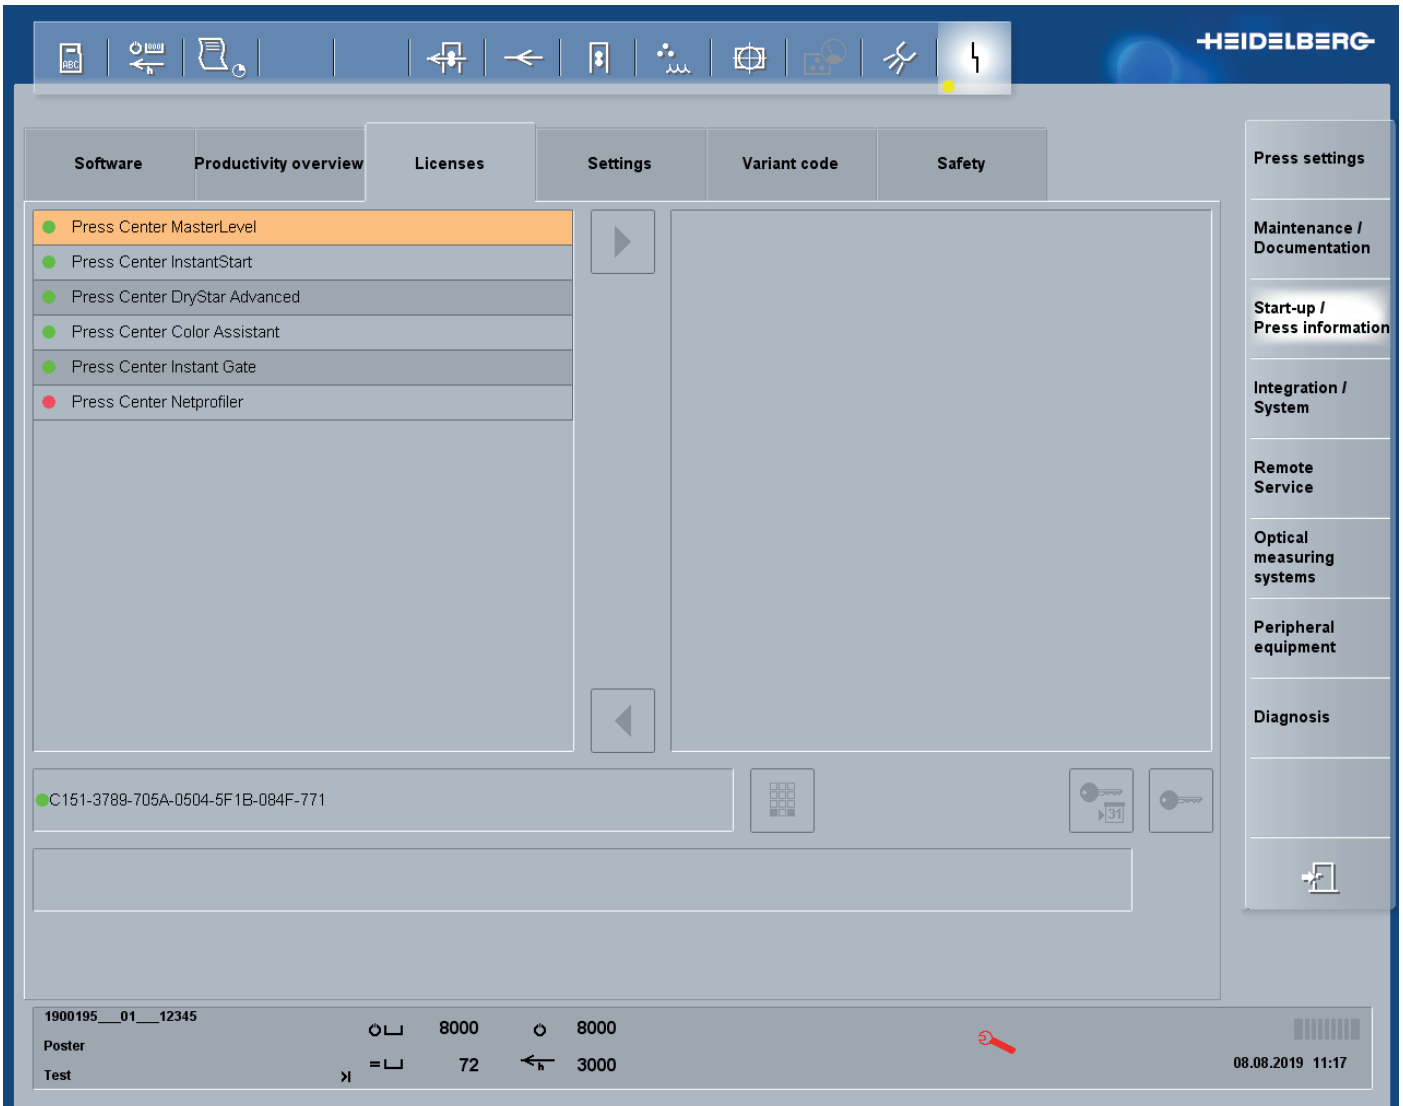 HEIDELBERG
ABC
Software
Productivity overview
Licenses
Settings
Variant code
Safety
Press Center MasterLevel
Press Center InstantStart
Press Center DryStar Advanced
Press Center Color Assistant
Press Center Instant Gate
Press Center Netprofiler
C151-3789-705A-0504-5F1B-084F-771
31
Press settings
Maintenance /
Documentation
Start-up /
Press information
Integration /
System
Remote
Service
Optical
measuring
systems
Peripheral
equipment
Diagnosis
1900195___01___12345
Poster
Test
8000
8000
= 72
h 3000
08.08.2019 11:17